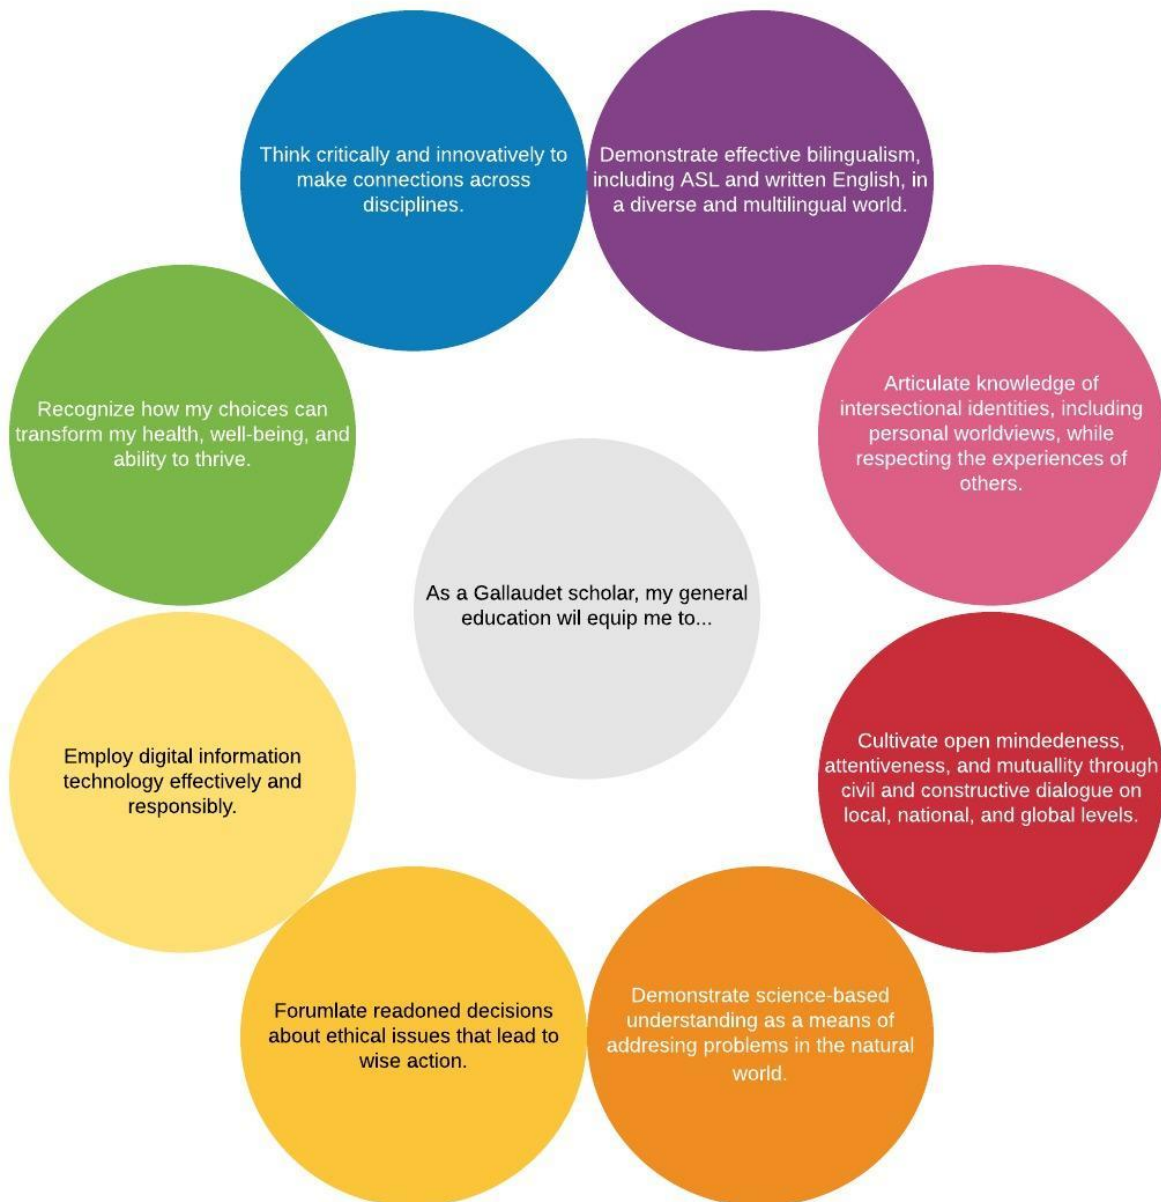 Think critically and innovatively to
make connections across
disciplines.
Demonstrate effective bilingualism,
including ASL and written English, in
a diverse and multilingual world.
Articulate knowledge of
intersectional identities, including
personal worldviews, while
respecting the experiences of
others.
Recognize how my choices can
transform my health, well-being, and
ability to thrive.
As a Gallaudet scholar, my general
education wil equip me to...
Cultivate open mindedeness,
attentiveness, and mutuallity through
civil and constructive dialogue on
local, national, and global levels.
Employ digital information
technology effectively and
responsibly.
Forumlate readoned decisions
about ethical issues that lead to
wise action.
Demonstrate science-based
understanding as a means of
addresing problems in the natural
world.